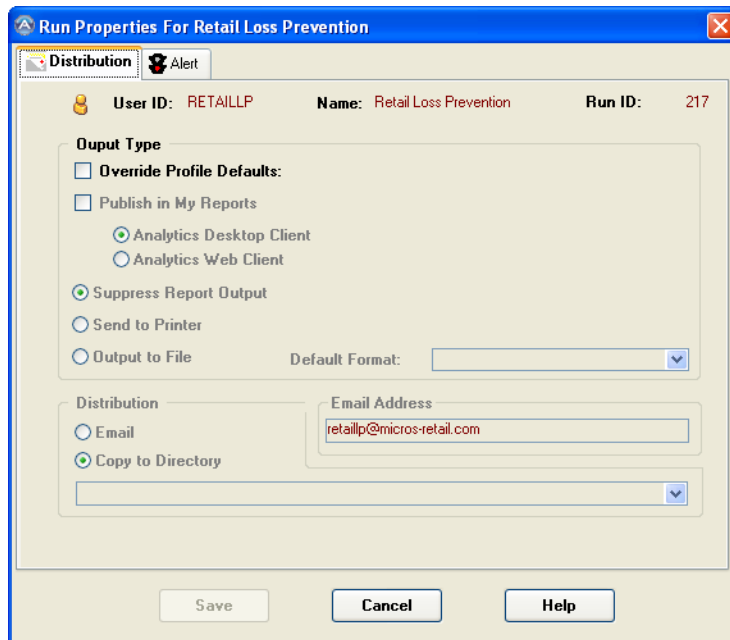 Run Properties For Retail Loss Prevention
Distribution Alert
User ID: RETAILLP Name: Retail Loss Prevention Run ID: 217
Ouput Type
Override Profile Defaults:
Publish in My Reports
Analytics Desktop Client
Analytics Web Client
Suppress Report Output
Send to Printer
Output to File Default Format:
Distribution Email Address
Email retaillp@micros-retail.com
Copy to Directory
Save Cancel Help